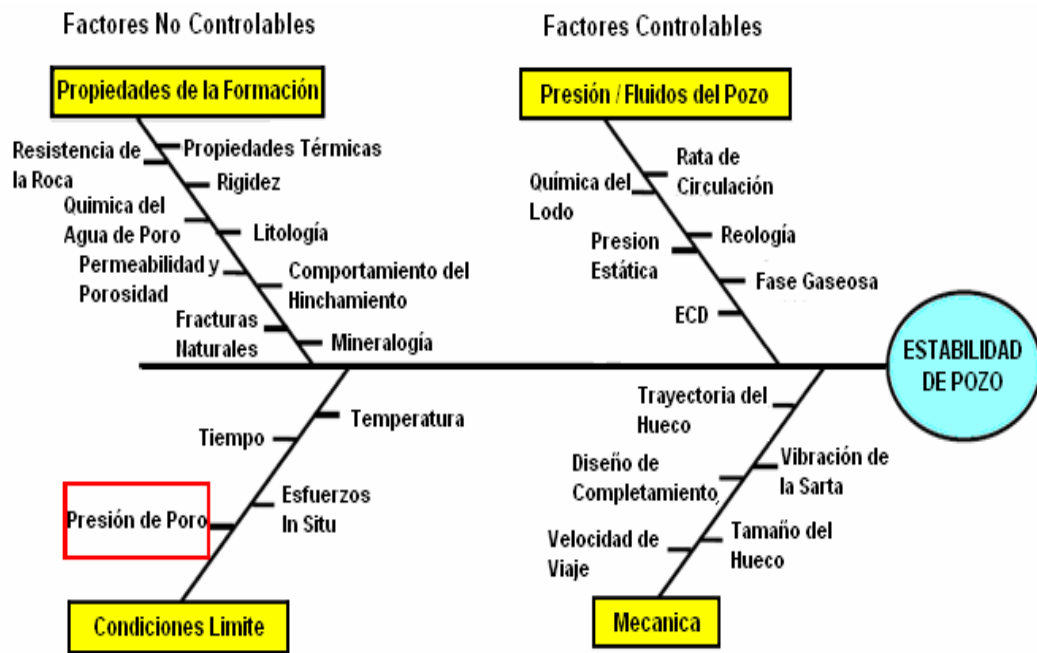 Factores No Controlables
Factores Controlables
Propiedades de la Formación
Presión / Fluidos del Pozo
Resistencia de
la Roca
Propiedades Térmicas
Rigidez
Quimica del
Agua de Poro
Litología
Permeabilidad y
Porosidad
Comportamiento del
Hinchamiento
Fracturas
Naturales
Mineralogía
Rata de
Circulación
Química del
Lodo
Reología
Presion
Estática
Fase Gaseosa
ECD
ESTABILIDAD
DE POZO
Temperatura
Tiempo
Esfuerzos
In Situ
Presión de Poro
Condiciones Limite
Trayectoria del
Hueco
Vibración de
la Sarta
Diseño de
Completamiento
Tamaño del
Hueco
Velocidad de
Viaje
Mecanica